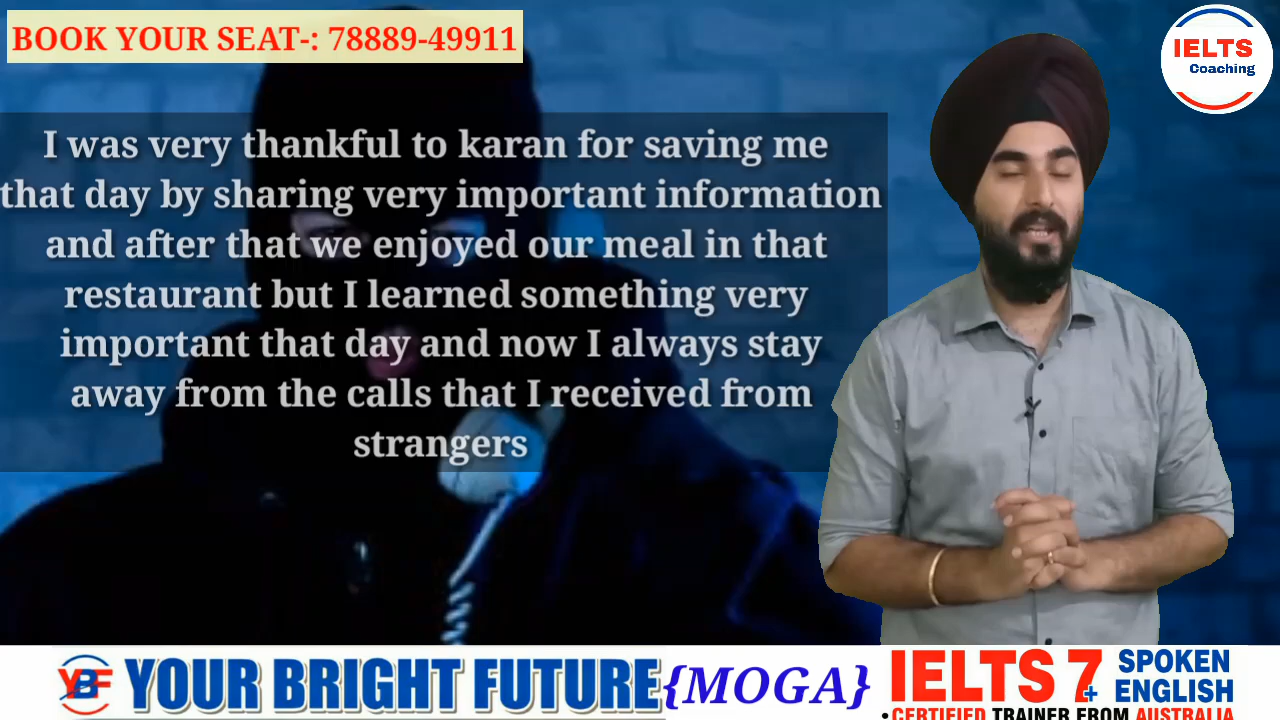 BOOK YOUR SEAT-: 78889-49911
IELTS
Coaching
I was very thankful to karan for saving me
that day by sharing very important information
and after that we enjoyed our meal in that
restaurant but I learned something very
important that day and now I always stay
away from the calls that I received from
strangers
YBF YOUR BRIGHT FUTURE {MOGA}
IELTS 7+
SPOKEN
ENGLISH
• CERTIFIED TRAINER FROM AUSTRALIA